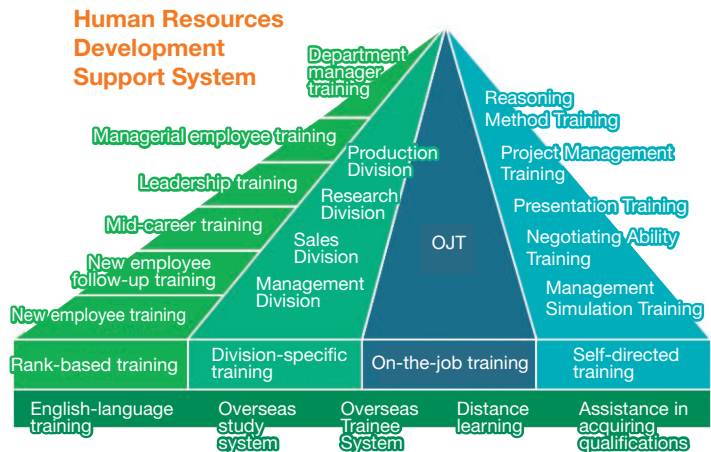 Human Resources
Development
Support System
Department
manager
training
Managerial employee training
Leadership training
Mid-career training
New employee
follow-up training
New employee training
Production
Division
Research
Division
Sales
Division
Management
Division
OJT
Reasoning
Method Training
Project Management
Training
Presentation Training
Negotiating Ability
Training
Management
Simulation Training
Rank-based training
Division-specific
training
On-the-job training
Self-directed
training
English-language
training
Overseas
study
system
Overseas
Trainee
System
Distance
learning
Assistance in
acquiring
qualifications